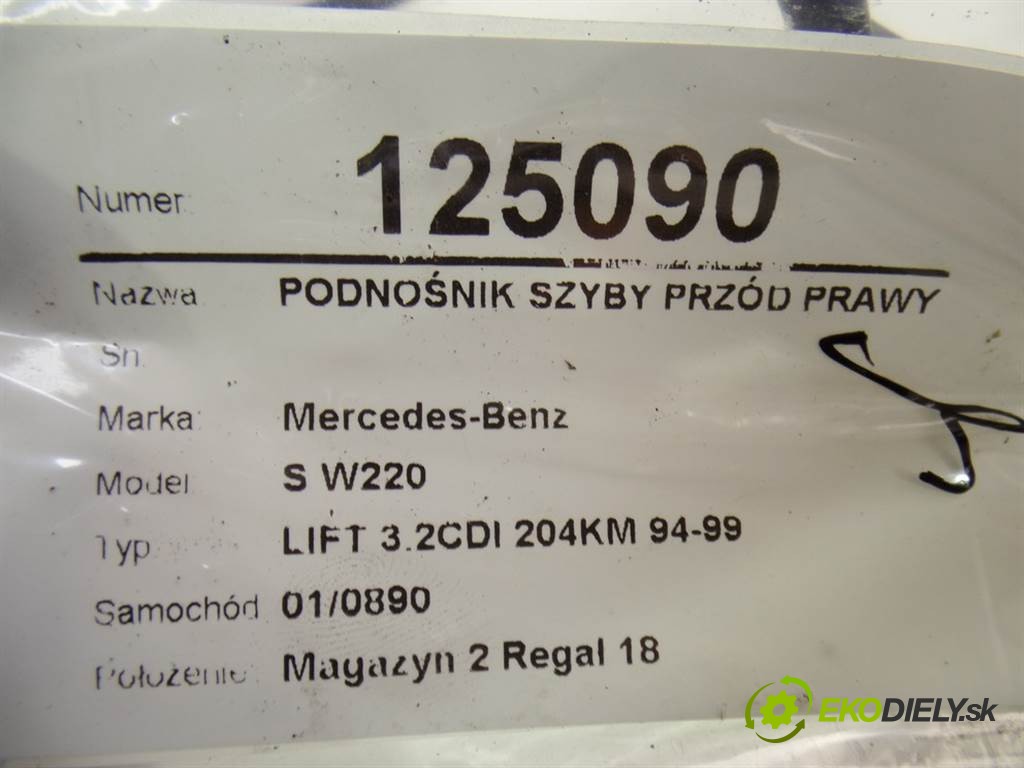 Numer: 125090
Nazwa: PODNOŚNIK SZYBY PRZÓD PRAWY
Sn:
Marka: Mercedes-Benz
Model: S W220
Typ: LIFT 3.2CDI 204KM 94-99
Samochód: 01/0890
Położenie: Magazyn 2 Regal 18
EKODIELY.sk